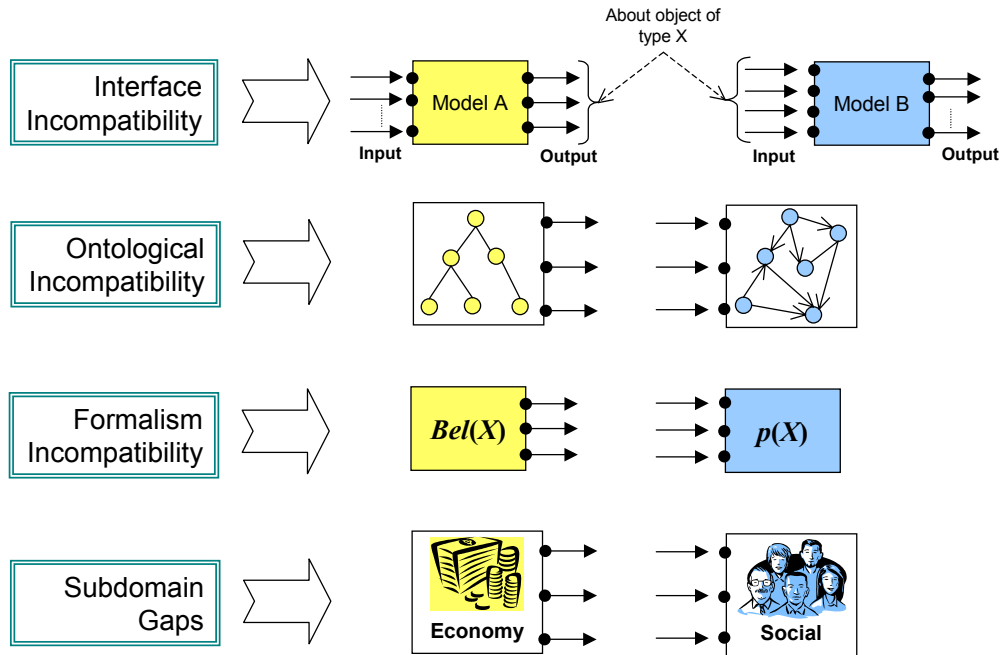 About object of
type X
Interface
Incompatibility
Model A
Model B
Input
Output
Input
Output
Ontological
Incompatibility
Formalism
Incompatibility
Bel(X)
p(X)
Subdomain
Gaps
Economy
Social